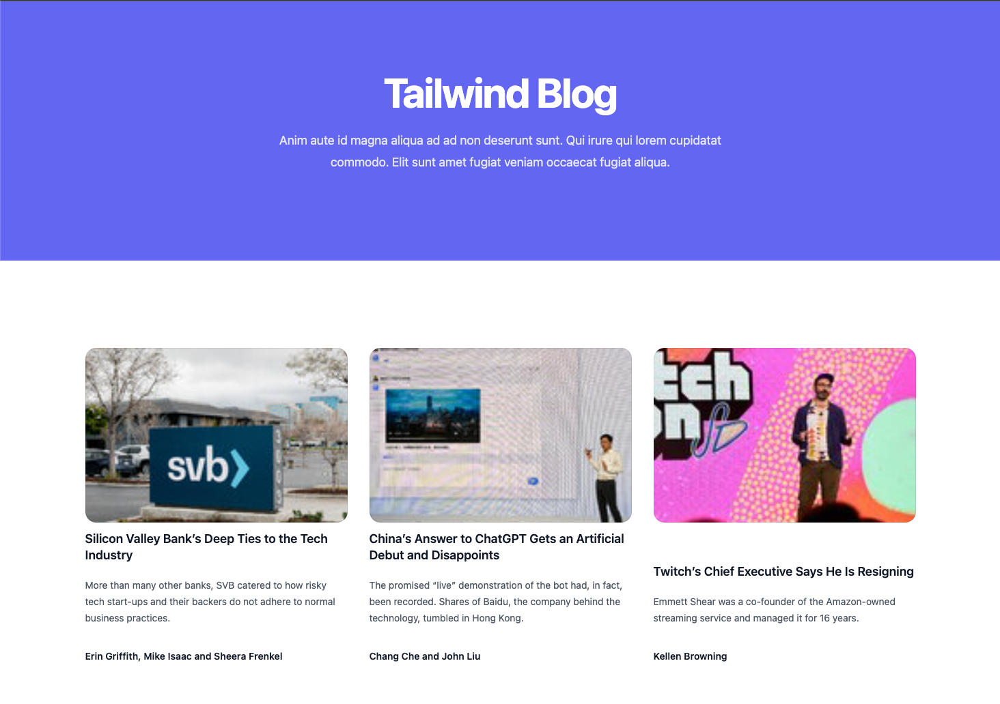 Tailwind Blog
Anim aute id magna aliqua ad ad non deserunt sunt. Qui irure qui lorem cupidatat
commodo. Elit sunt amet fugiat veniam occaecat fugiat aliqua.
svb
tch
on
Silicon Valley Bank’s Deep Ties to the Tech
Industry
More than many other banks, SVB catered to how risky
tech start-ups and their backers do not adhere to normal
business practices.
Erin Griffith, Mike Isaac and Sheera Frenkel
China’s Answer to ChatGPT Gets an Artificial
Debut and Disappoints
The promised “live” demonstration of the bot had, in fact,
been recorded. Shares of Baidu, the company behind the
technology, tumbled in Hong Kong.
Chang Che and John Liu
Twitch’s Chief Executive Says He Is Resigning
Emmett Shear was a co-founder of the Amazon-owned
streaming service and managed it for 16 years.
Kellen Browning